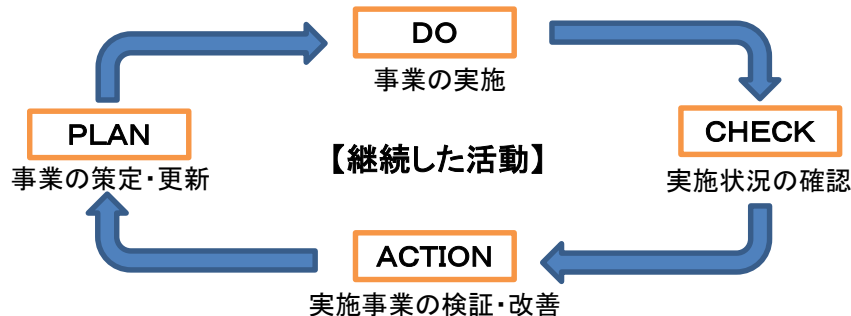 DO
事業の実施
PLAN
事業の策定・更新
【継続した活動】
CHECK
実施状況の確認
ACTION
実施事業の検証・改善